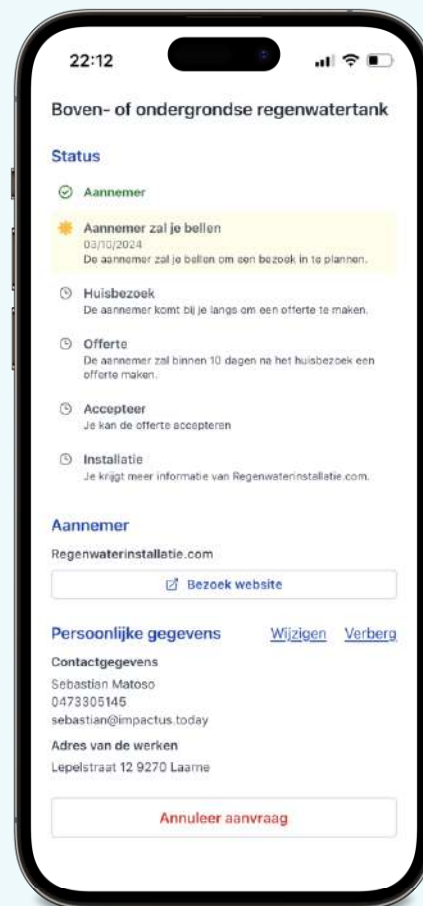 22:12
Boven- of ondergrondse regenwatertank
Status
Aannemer
Aannemer zal je bellen
03/10/2024
De aannemer zal je bellen om een bezoek in te plannen.
Huisbezoek
De aannemer komt bij je langs om een offerte te maken.
Offerte
De aannemer zal binnen 10 dagen na het huisbezoek een
offerte maken.
Accepteer
Je kan de offerte accepteren
Installatie
Je krijgt meer informatie van Regenwaterinstallatie.com.
Aannemer
Regenwaterinstallatie.com
Bezoek website
Persoonlijke gegevens Wijzigen Verberg
Contactgegevens
Sebastian Matoso
0473305145
sebastian@impactus.today
Adres van de werken
Lepelstraat 12 9270 Laarne
Annuleer aanvraag